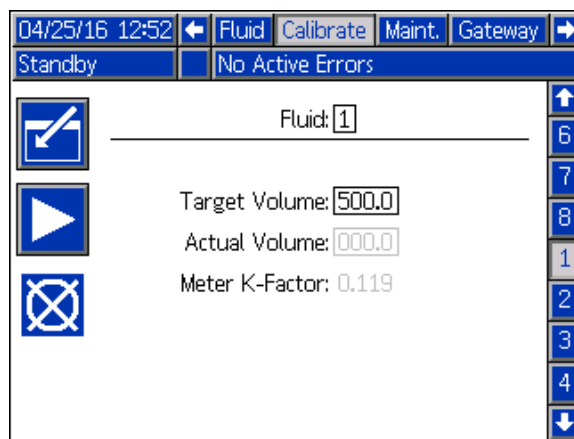 04/25/16 12:52 Fluid Calibrate Maint. Gateway
Standby No Active Errors
Fluid: 1
Target Volume: 500.0
Actual Volume: 000.0
Meter K-Factor: 0.119
6
7
8
1
2
3
4